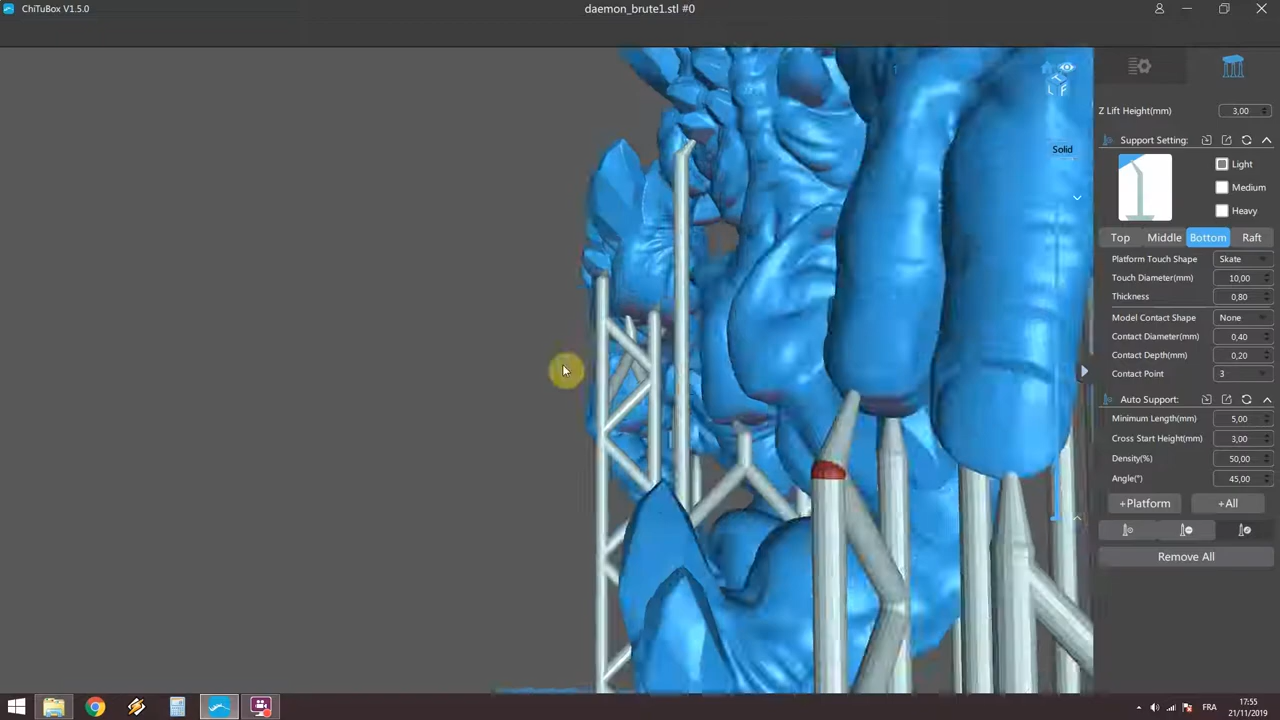 ChiTuBox V1.5.0
daemon_brute1.stl #0
Z Lift Height(mm) 3,00
Support Setting:
Solid
Light
Medium
Heavy
Top Middle Bottom Raft
Platform Touch Shape Skate
Touch Diameter(mm) 10,00
Thickness 0,80
Model Contact Shape None
Contact Diameter(mm) 0,40
Contact Depth(mm) 0,20
Contact Point 3
Auto Support:
Minimum Length(mm) 5,00
Cross Start Height(mm) 3,00
Density(%) 50,00
Angle(°) 45,00
+Platform +All
Remove All
FRA
17:55
21/11/2019